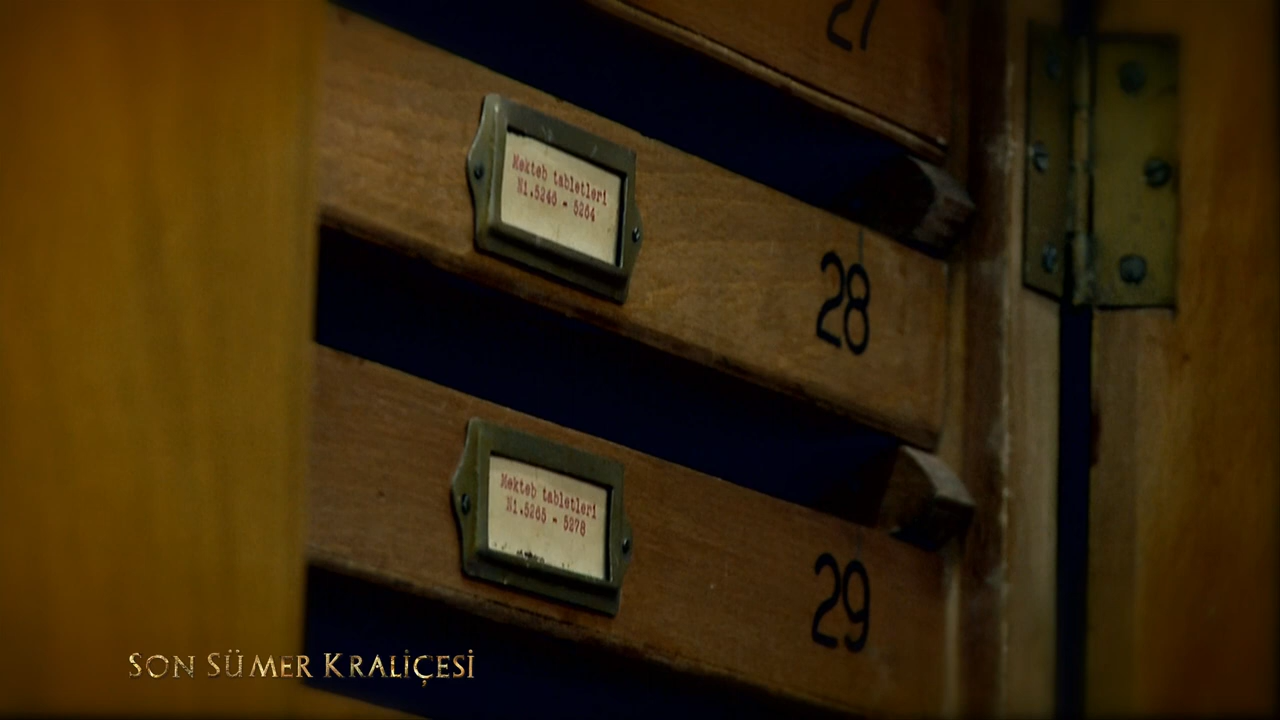 27
Mekteb tabletleri
Ni.5246 - 5264
28
Mekteb tabletleri
Ni.5265 - 5278
29
SON SÜMER KRALİÇESİ